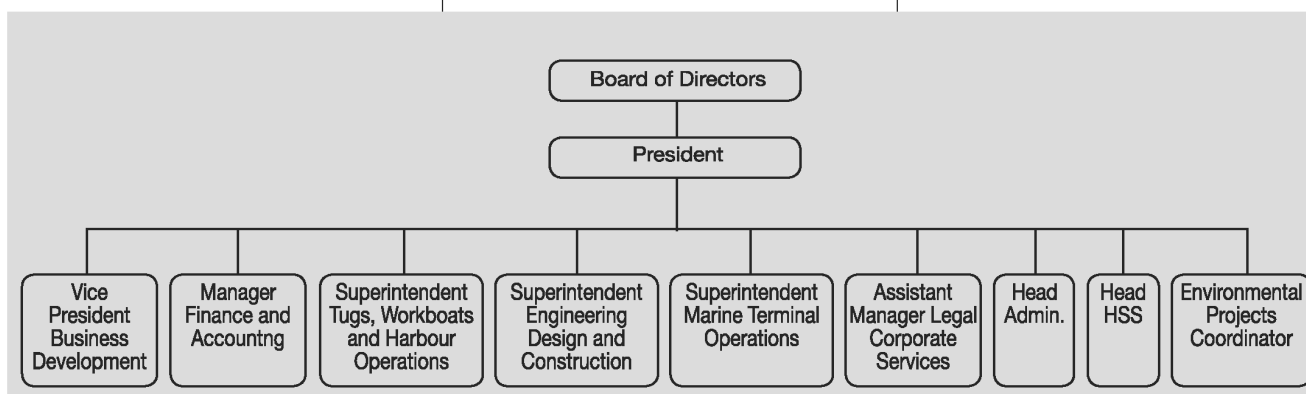 Board of Directors
President
Vice
President
Business
Development
Manager
Finance and
Accountng
Superintendent
Tugs, Workboats
and Harbour
Operations
Superintendent
Engineering
Design and
Construction
Superintendent
Marine Terminal
Operations
Assistant
Manager Legal
Corporate
Services
Head
Admin.
Head
HSS
Environmental
Projects
Coordinator